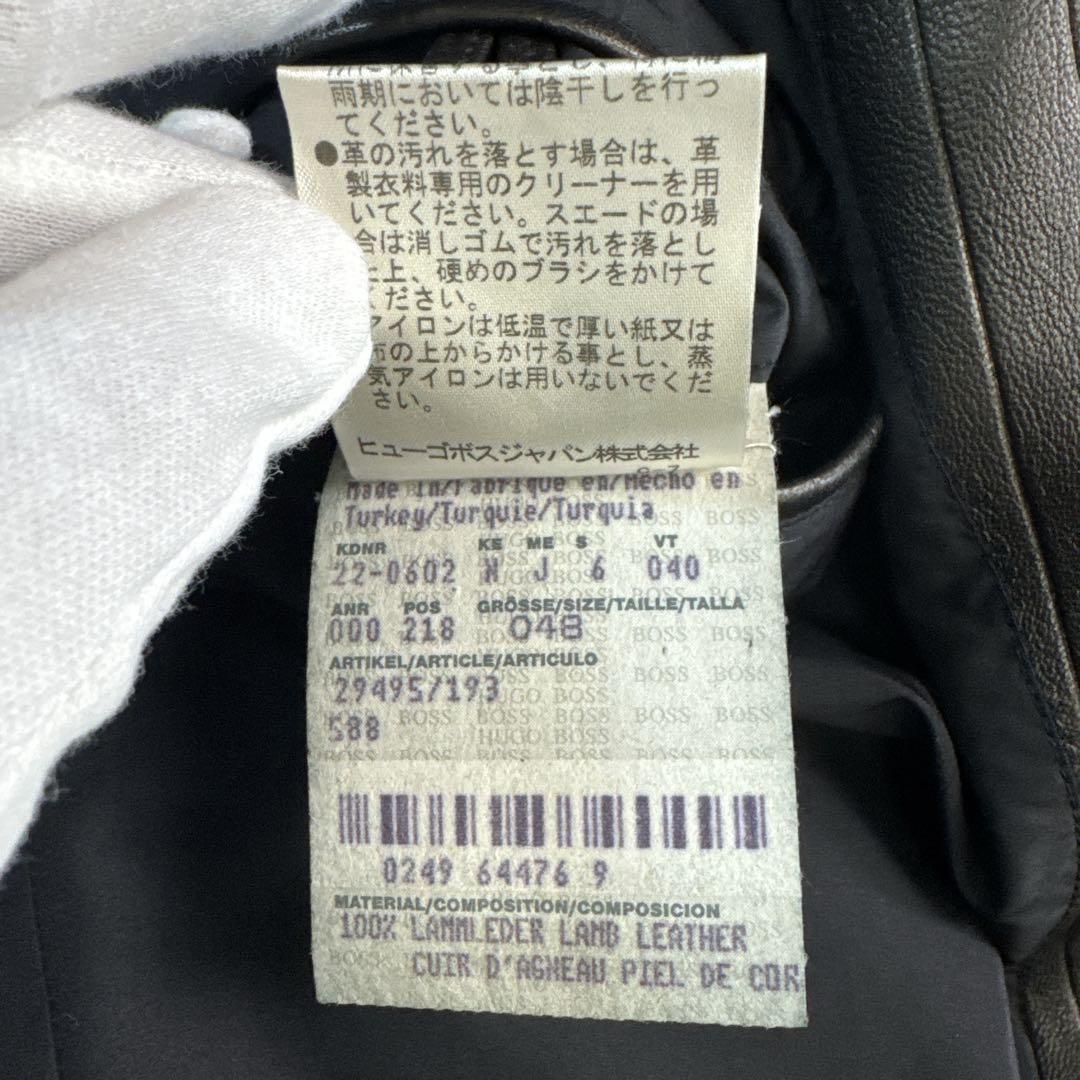 雨期においては陰干しを行っ
てください。
●革の汚れを落とす場合は、革
製衣料専用のクリーナーを用
いてください。スエードの場
合は消しゴムで汚れを落とし
上、硬めのブラシをかけて
ください。
アイロンは低温で厚い紙又は
布の上からかける事とし、蒸
気アイロンは用いないでくだ
さい。
ヒューゴボスジャパン株式会社
Made in/Fabrique en/Hecho en
Turkey/Turquie/Turquia
KDNR KE ME S VT
22-0602 N J 6 040
ANR POS GRÖSSE/SIZE/TAILLE/TALLA
000 218 048
ARTIKEL/ARTICLE/ARTICULO
29495/193
588
HUGO BOSS
0249 64476 9
MATERIAL/COMPOSITION/COMPOSICION
100% LAMMLEDER LAMB LEATHER
CUIR D'AGNEAU PIEL DE COR